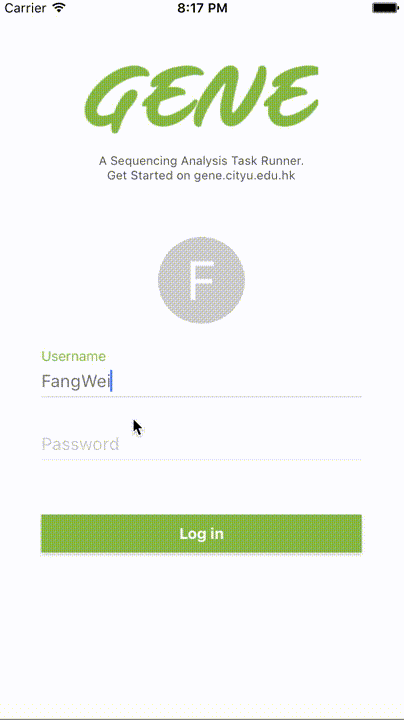 Carrier 8:17 PM
GENE
A Sequencing Analysis Task Runner.
Get Started on gene.cityu.edu.hk
F
Username
FangWei
Password
Log in